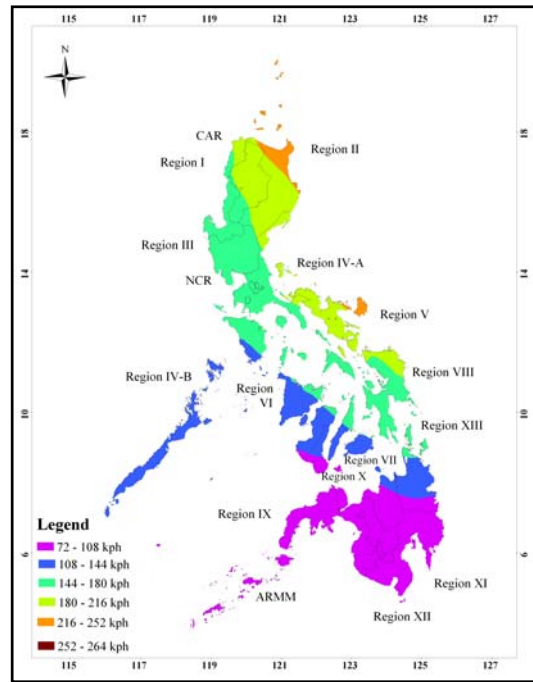 115 117 119 121 123 125 127
N
18
CAR
Region I
Region II
Region III
14
Region IV-A
NCR
Region V
Region VIII
Region IV-B
Region
VI
10
Region XIII
Region VII
Region X
Region IX
Legend
72 - 108 kph
108 - 144 kph
144 - 180 kph
180 - 216 kph
216 - 252 kph
252 - 264 kph
6
Region XI
ARMM
Region XII
18
14
10
6
115 117 119 121 123 125 127